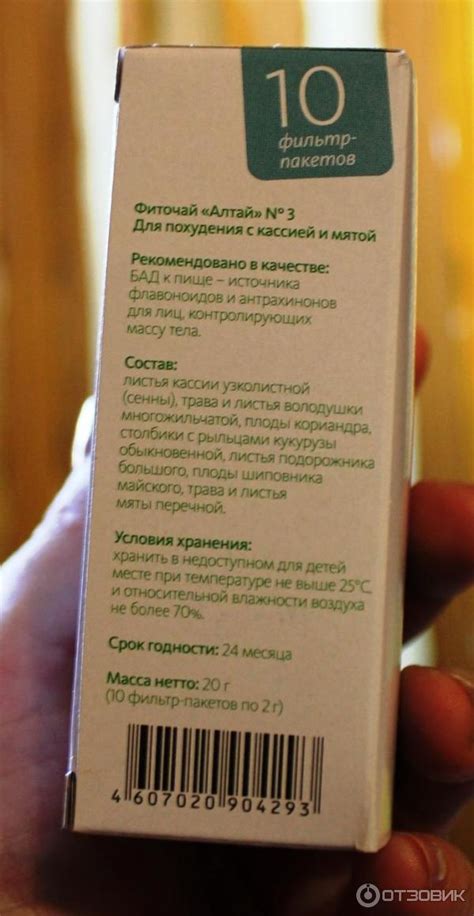 10
фильтр-
пакетов
Фиточай «Алтай» № 3
Для похудения с кассией и мятой
Рекомендовано в качестве:
БАД к пище – источника
флавоноидов и антрахинонов
для лиц, контролирующих
массу тела.
Состав:
листья кассии узколистной
(сенны), трава и листья володушки
многожильчатой, плоды кориандра,
столбики с рыльцами кукурузы
обыкновенной, листья подорожника
большого, плоды шиповника
майского, трава и листья
мяты перечной.
Условия хранения:
хранить в недоступном для детей
месте при температуре не выше 25°С
и относительной влажности воздуха
не более 70%.
Срок годности: 24 месяца
Масса нетто: 20 г
(10 фильтр-пакетов по 2 г)
4 607020 904293
ОТЗОВИК